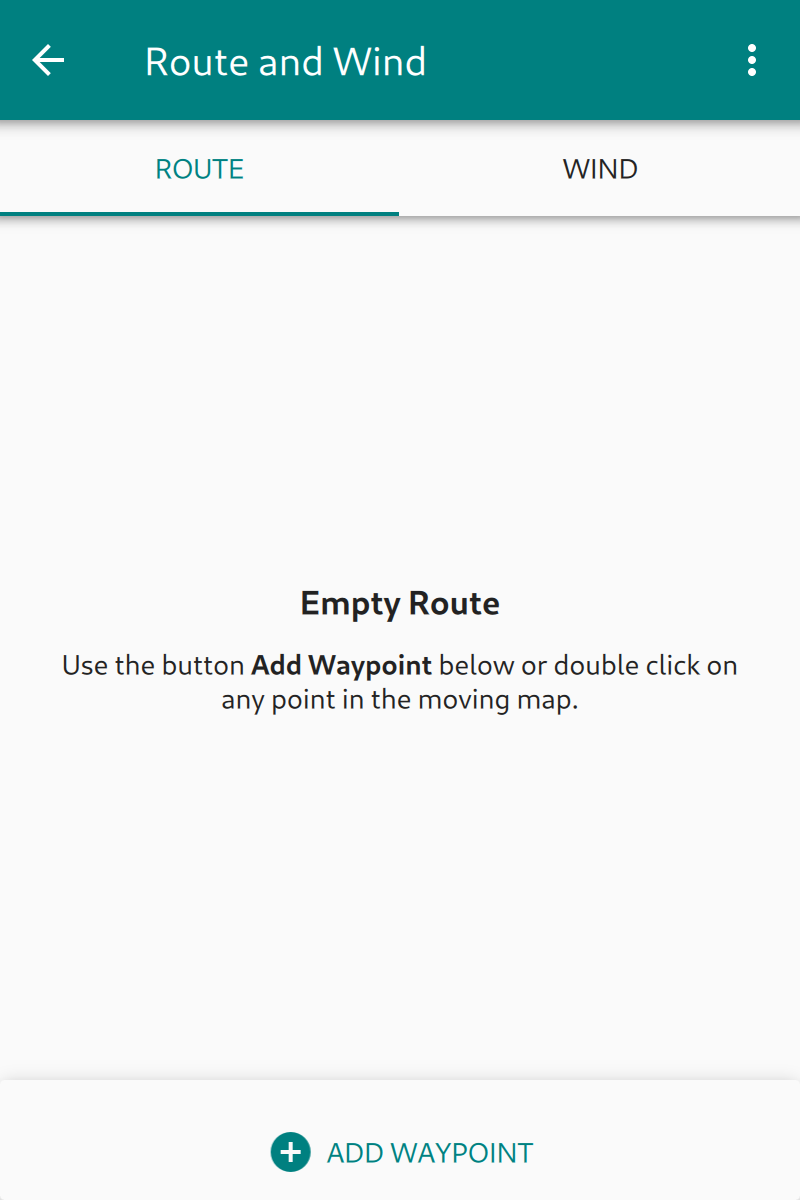 Route and Wind
ROUTE
WIND
Empty Route
Use the button Add Waypoint below or double click on
any point in the moving map.
ADD WAYPOINT